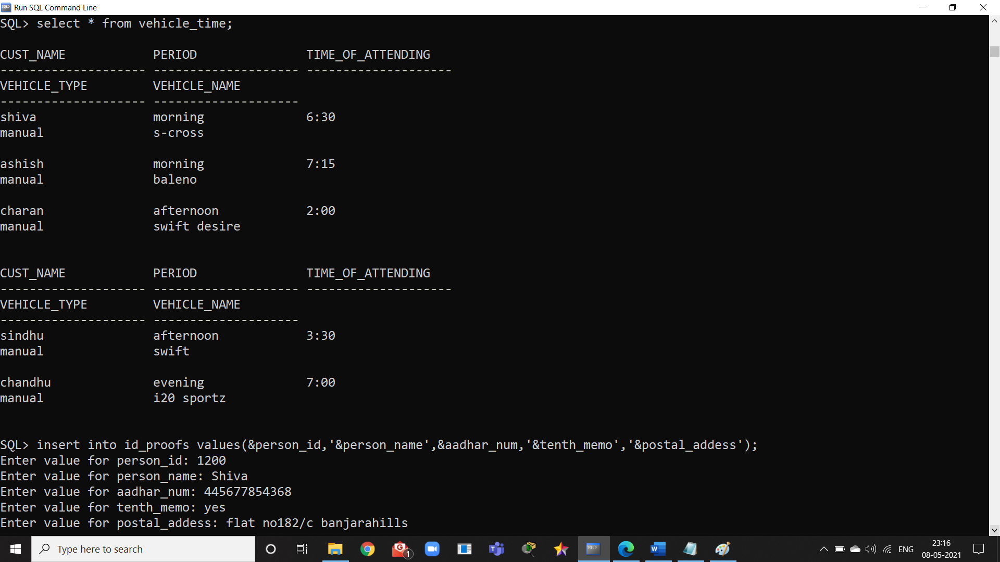 Run SQL Command Line
SQL> select * from vehicle_time;
CUST_NAME            PERIOD               TIME_OF_ATTENDING
-------------------- -------------------- --------------------
VEHICLE_TYPE         VEHICLE_NAME
-------------------- --------------------
shiva                morning              6:30
manual               s-cross
ashish               morning              7:15
manual               baleno
charan               afternoon            2:00
manual               swift desire
CUST_NAME            PERIOD               TIME_OF_ATTENDING
-------------------- -------------------- --------------------
VEHICLE_TYPE         VEHICLE_NAME
-------------------- --------------------
sindhu               afternoon            3:30
manual               swift
chandhu              evening              7:00
manual               i20 sportz
SQL> insert into id_proofs values(&person_id,'&person_name',&aadhar_num,'&tenth_memo','&postal_addess');
Enter value for person_id: 1200
Enter value for person_name: Shiva
Enter value for aadhar_num: 445677854368
Enter value for tenth_memo: yes
Enter value for postal_addess: flat no182/c banjarahills
Type here to search
1
ENG
23:16
08-05-2021